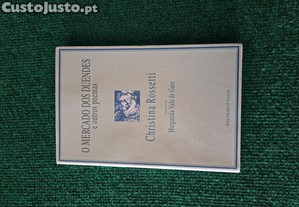 CustoJusto.pt
O MERCADO DOS DUENDES
e outros poemas
Christina Rossetti
Margarida Vale de Gato